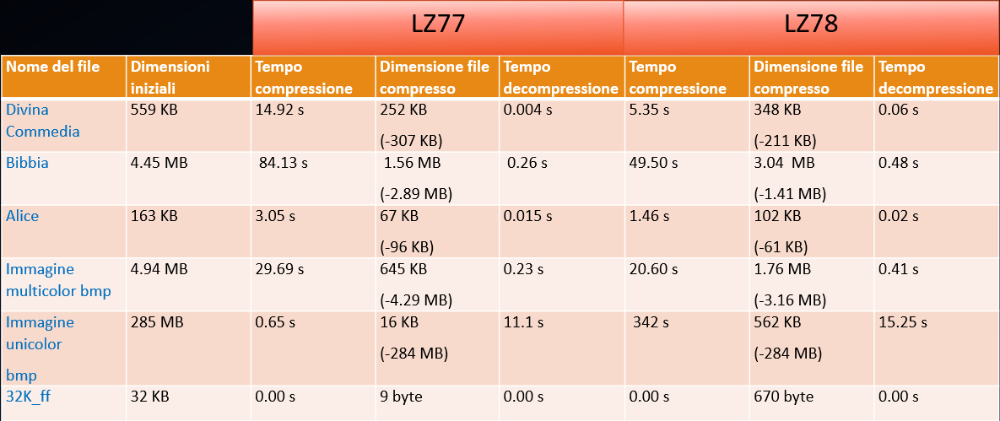 LZ77 LZ78
Nome del file Dimensioni iniziali Tempo compressione Dimensione file compresso Tempo decompressione Tempo compressione Dimensione file compresso Tempo decompressione
Divina Commedia 559 KB 14.92 s 252 KB (-307 KB) 0.004 s 5.35 s 348 KB (-211 KB) 0.06 s
Bibbia 4.45 MB 84.13 s 1.56 MB (-2.89 MB) 0.26 s 49.50 s 3.04 MB (-1.41 MB) 0.48 s
Alice 163 KB 3.05 s 67 KB (-96 KB) 0.015 s 1.46 s 102 KB (-61 KB) 0.02 s
Immagine multicolor bmp 4.94 MB 29.69 s 645 KB (-4.29 MB) 0.23 s 20.60 s 1.76 MB (-3.16 MB) 0.41 s
Immagine unicolor bmp 285 MB 0.65 s 16 KB (-284 MB) 11.1 s 342 s 562 KB (-284 MB) 15.25 s
32K_ff 32 KB 0.00 s 9 byte 0.00 s 0.00 s 670 byte 0.00 s